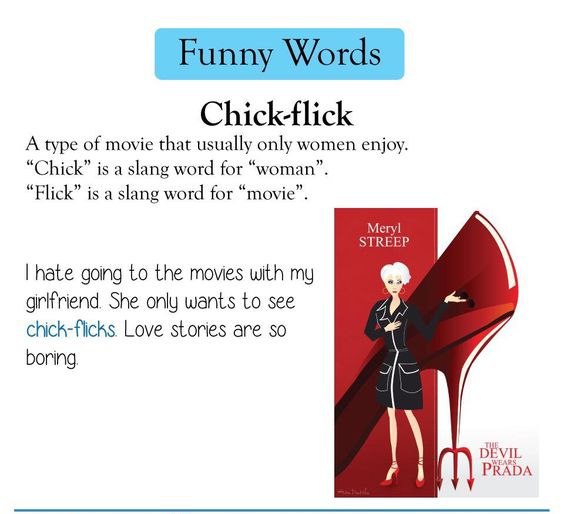 Funny Words
Chick-flick
A type of movie that usually only women enjoy.
“Chick” is a slang word for “woman”.
“Flick” is a slang word for “movie”.
Meryl
STREEP
I hate going to the movies with my
girlfriend. She only wants to see
chick-flicks. Love stories are so
boring.
THE
DEVIL
WEARS
PRADA